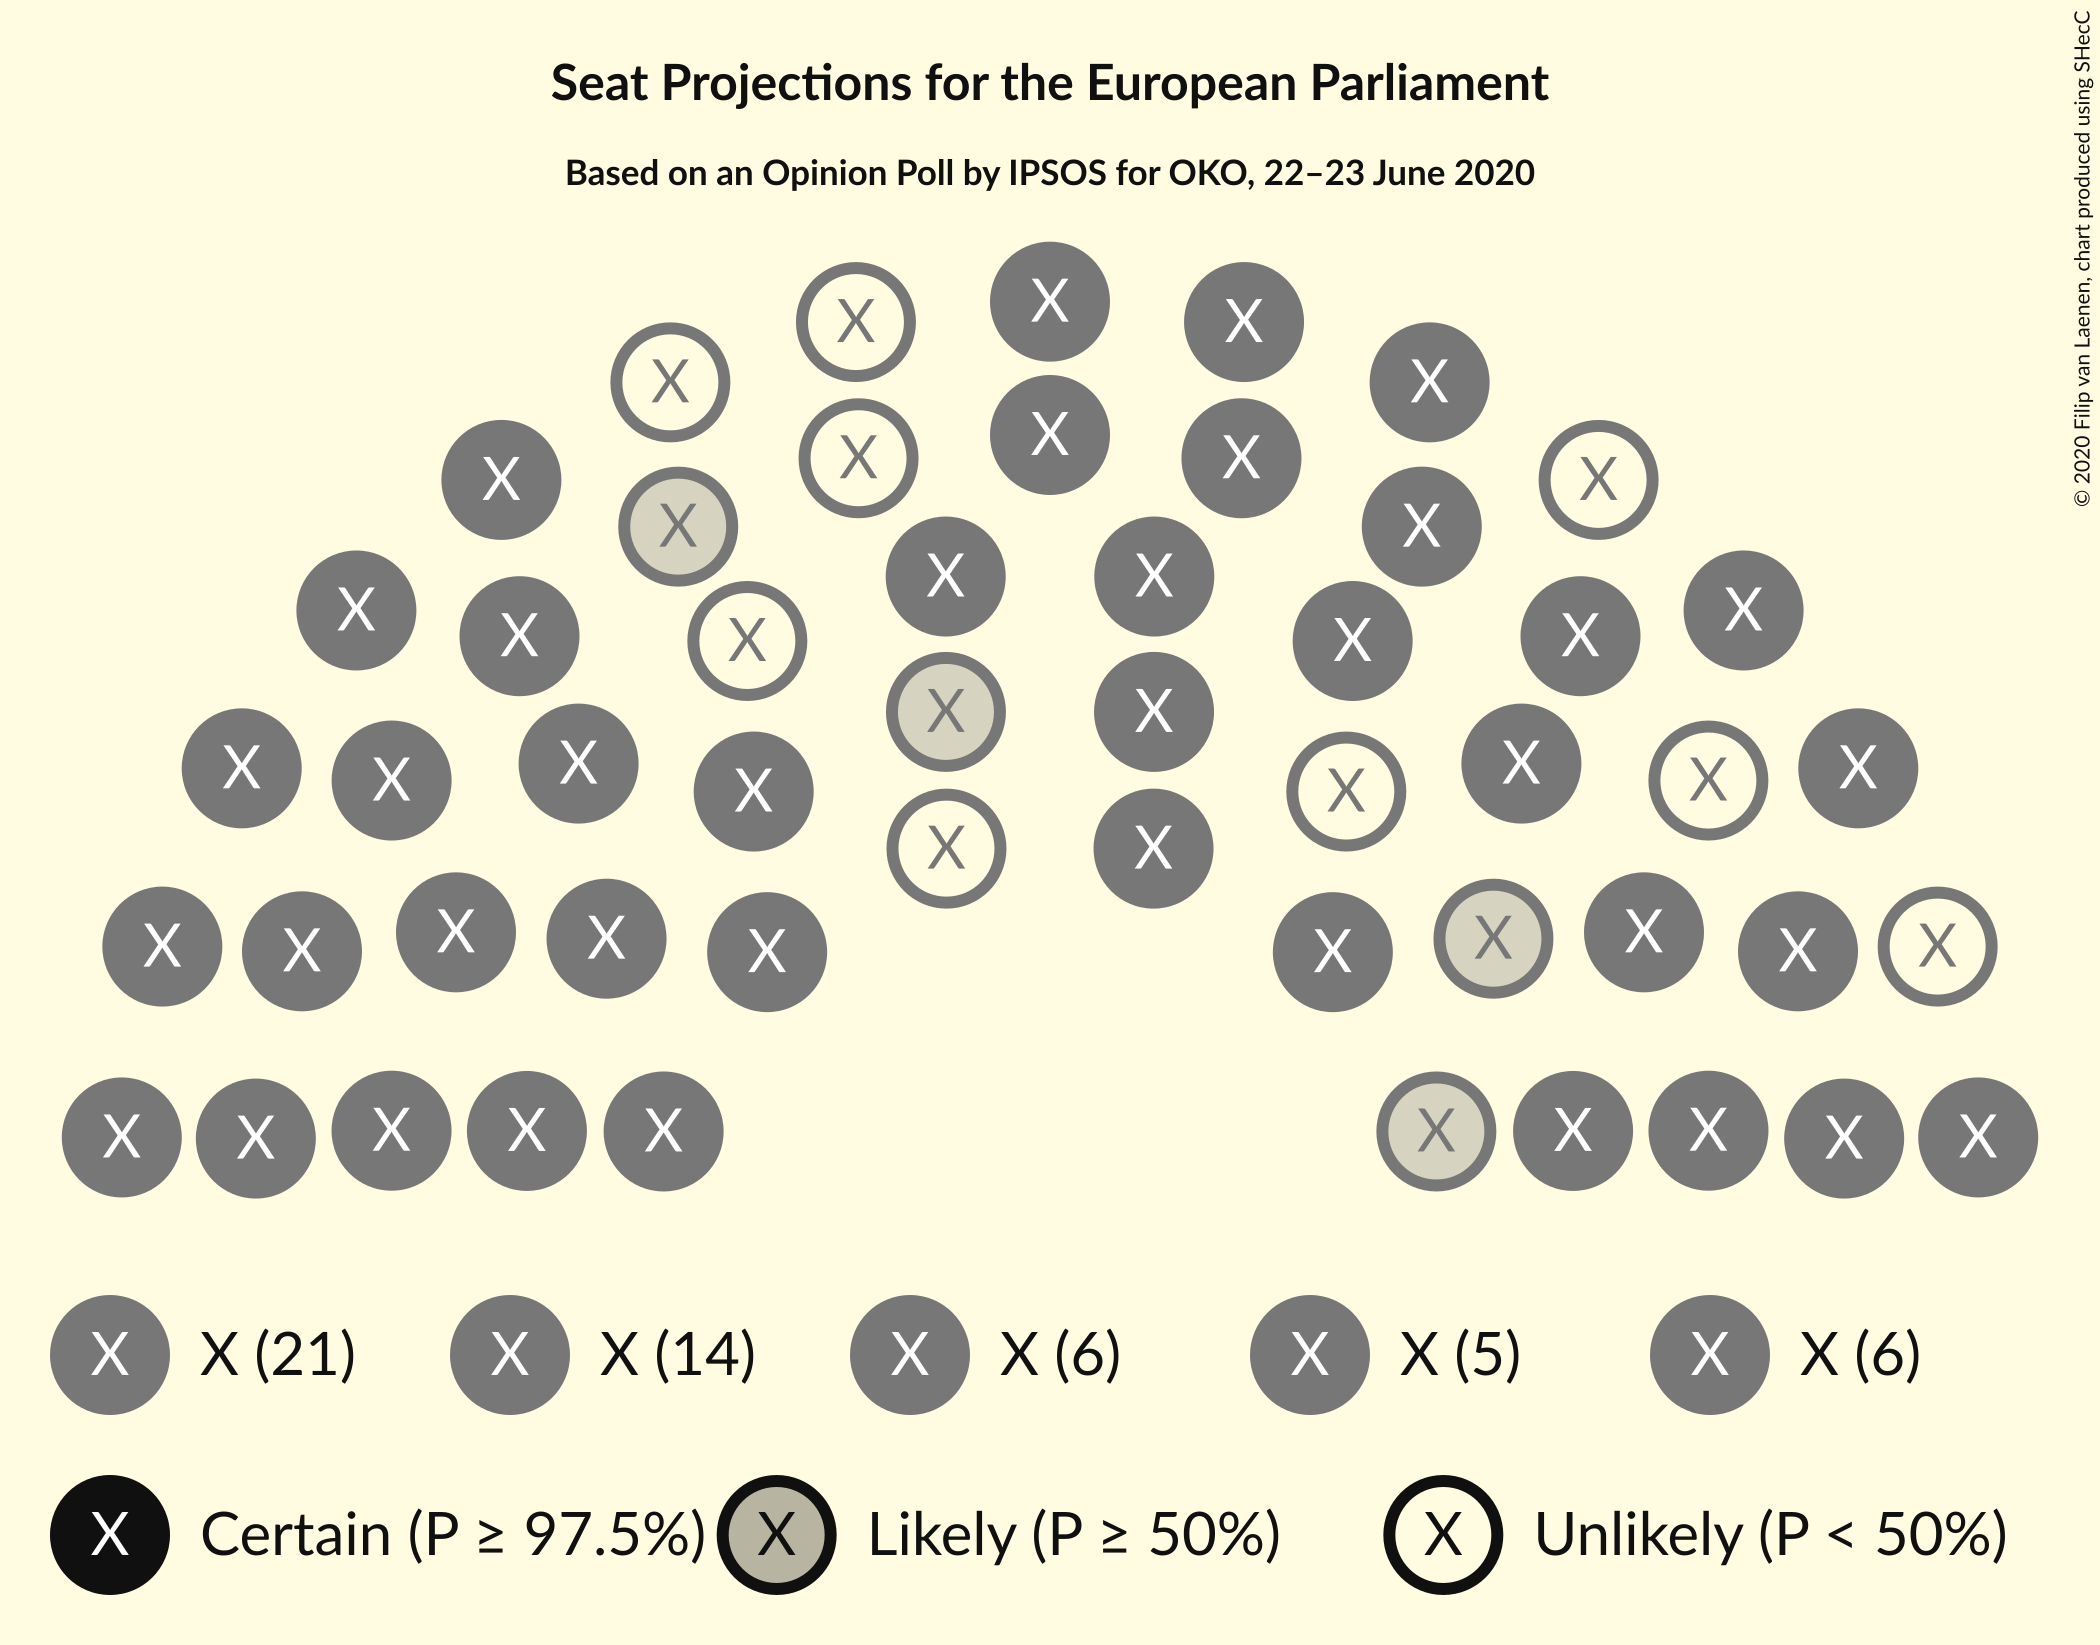 Seat Projections for the European Parliament
Based on an Opinion Poll by IPSOS for OKO, 22–23 June 2020
© 2020 Filip van Laenen, chart produced using SHecC
X X X
X X
X X X
X X
X X X
X X
X X
X X X X
X X
X X
X X X X
X X X X
X X
X X
X X X X X X
X X X X
X X X X X X X X X X
X X (21) X X (14) X X (6) X X (5) X X (6)
X Certain (P ≥ 97.5%) X Likely (P ≥ 50%) X Unlikely (P < 50%)